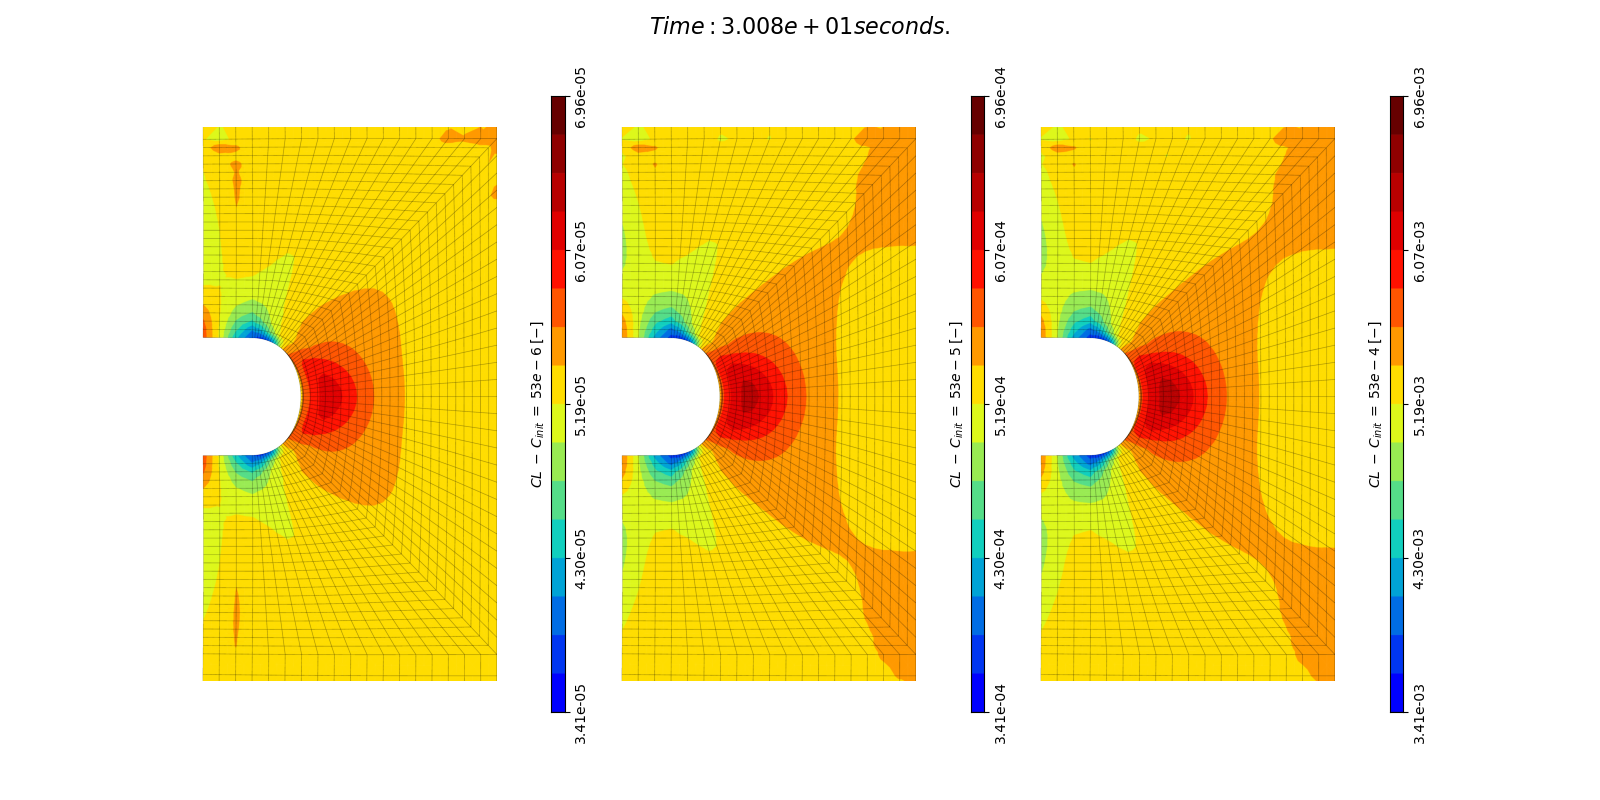 Time : 3.008e + 01seconds.
6.96e-05
6.07e-05
5.19e-05
4.30e-05
3.41e-05
CL − C_init = 53e − 6 [−]
6.96e-04
6.07e-04
5.19e-04
4.30e-04
3.41e-04
CL − C_init = 53e − 5 [−]
6.96e-03
6.07e-03
5.19e-03
4.30e-03
3.41e-03
CL − C_init = 53e − 4 [−]